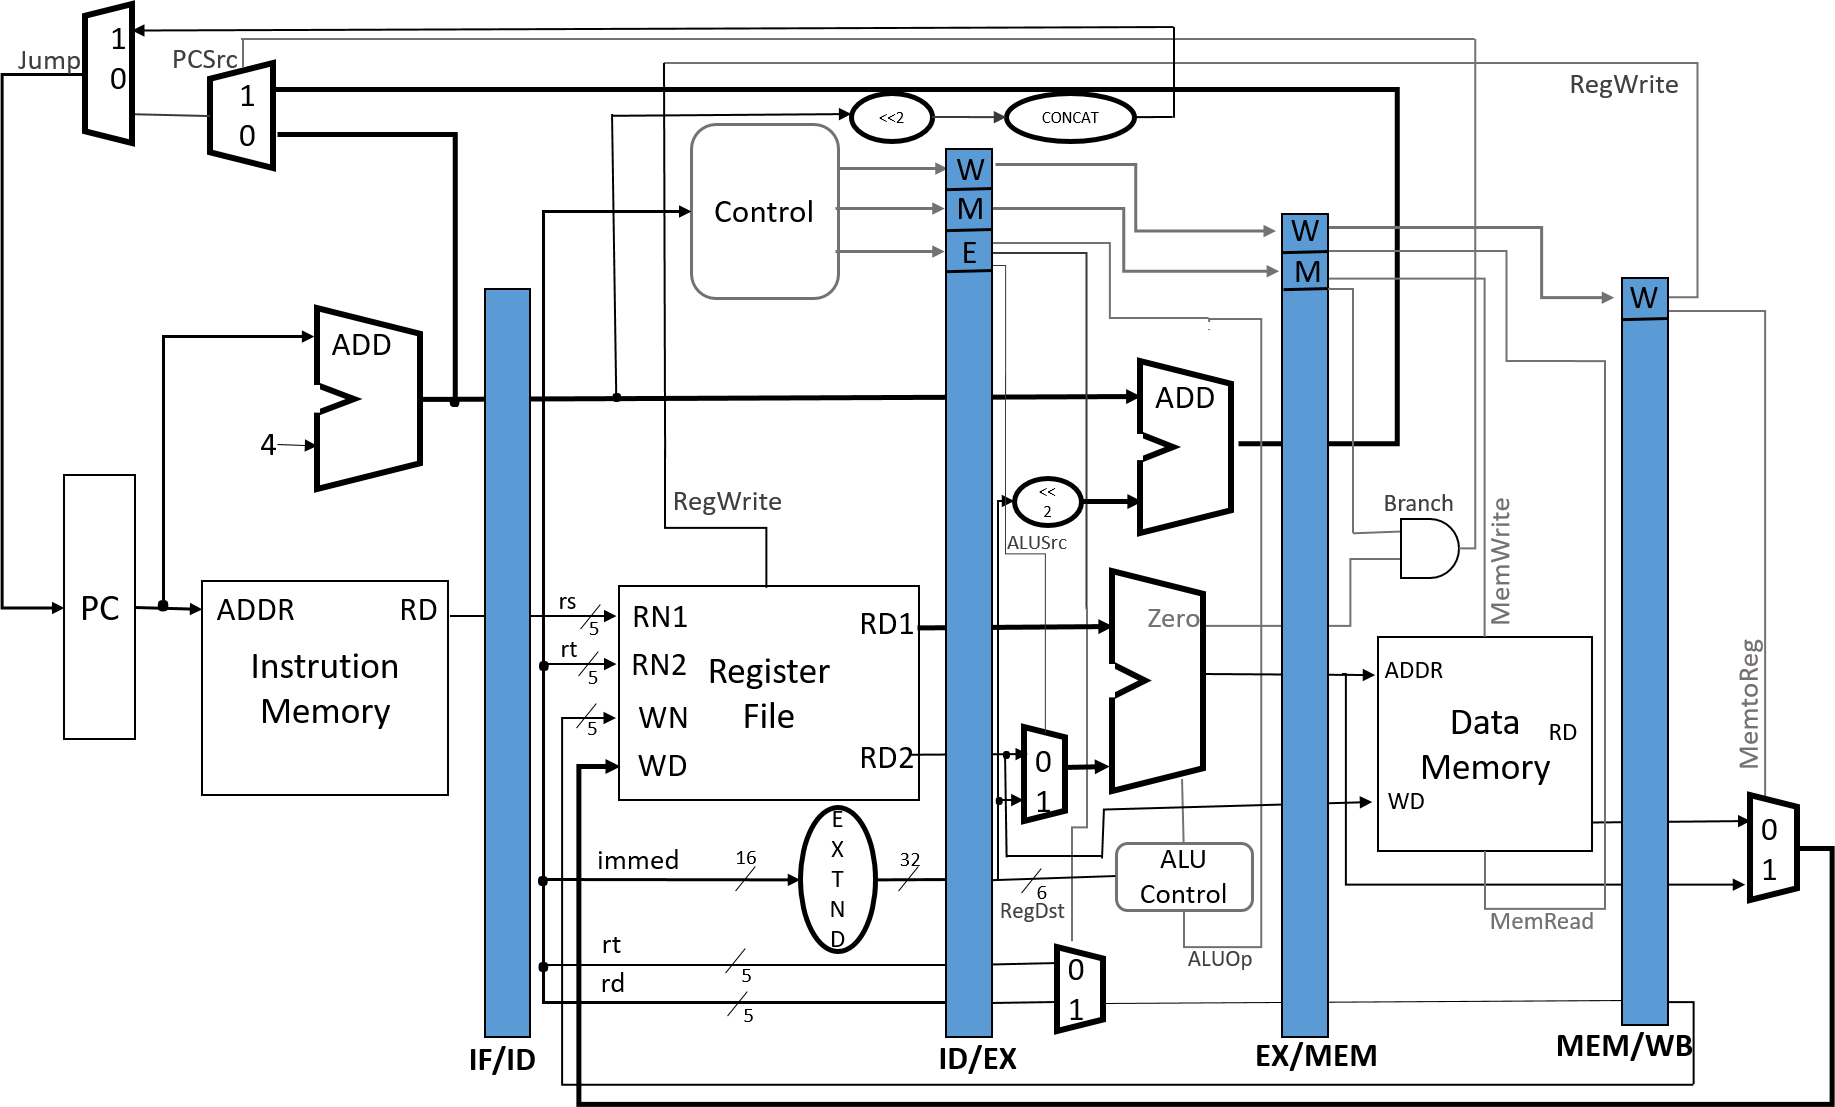 1
0
Jump
PCSrc
1
0
RegWrite
<<2
CONCAT
Control
W
M
E
W
M
W
ADD
4
ADD
<<
2
ALUSrc
RegWrite
Branch
MemWrite
PC
ADDR
RD
Instrution
Memory
rs
5
rt
5
5
RN1
RN2
WN
WD
Register
File
RD1
RD2
Zero
0
1
ADDR
Data
Memory
RD
WD
MemtoReg
0
1
immed
16
E
X
T
N
D
32
6
RegDst
ALU
Control
ALUOp
MemRead
rt
5
rd
5
0
1
IF/ID
ID/EX
EX/MEM
MEM/WB